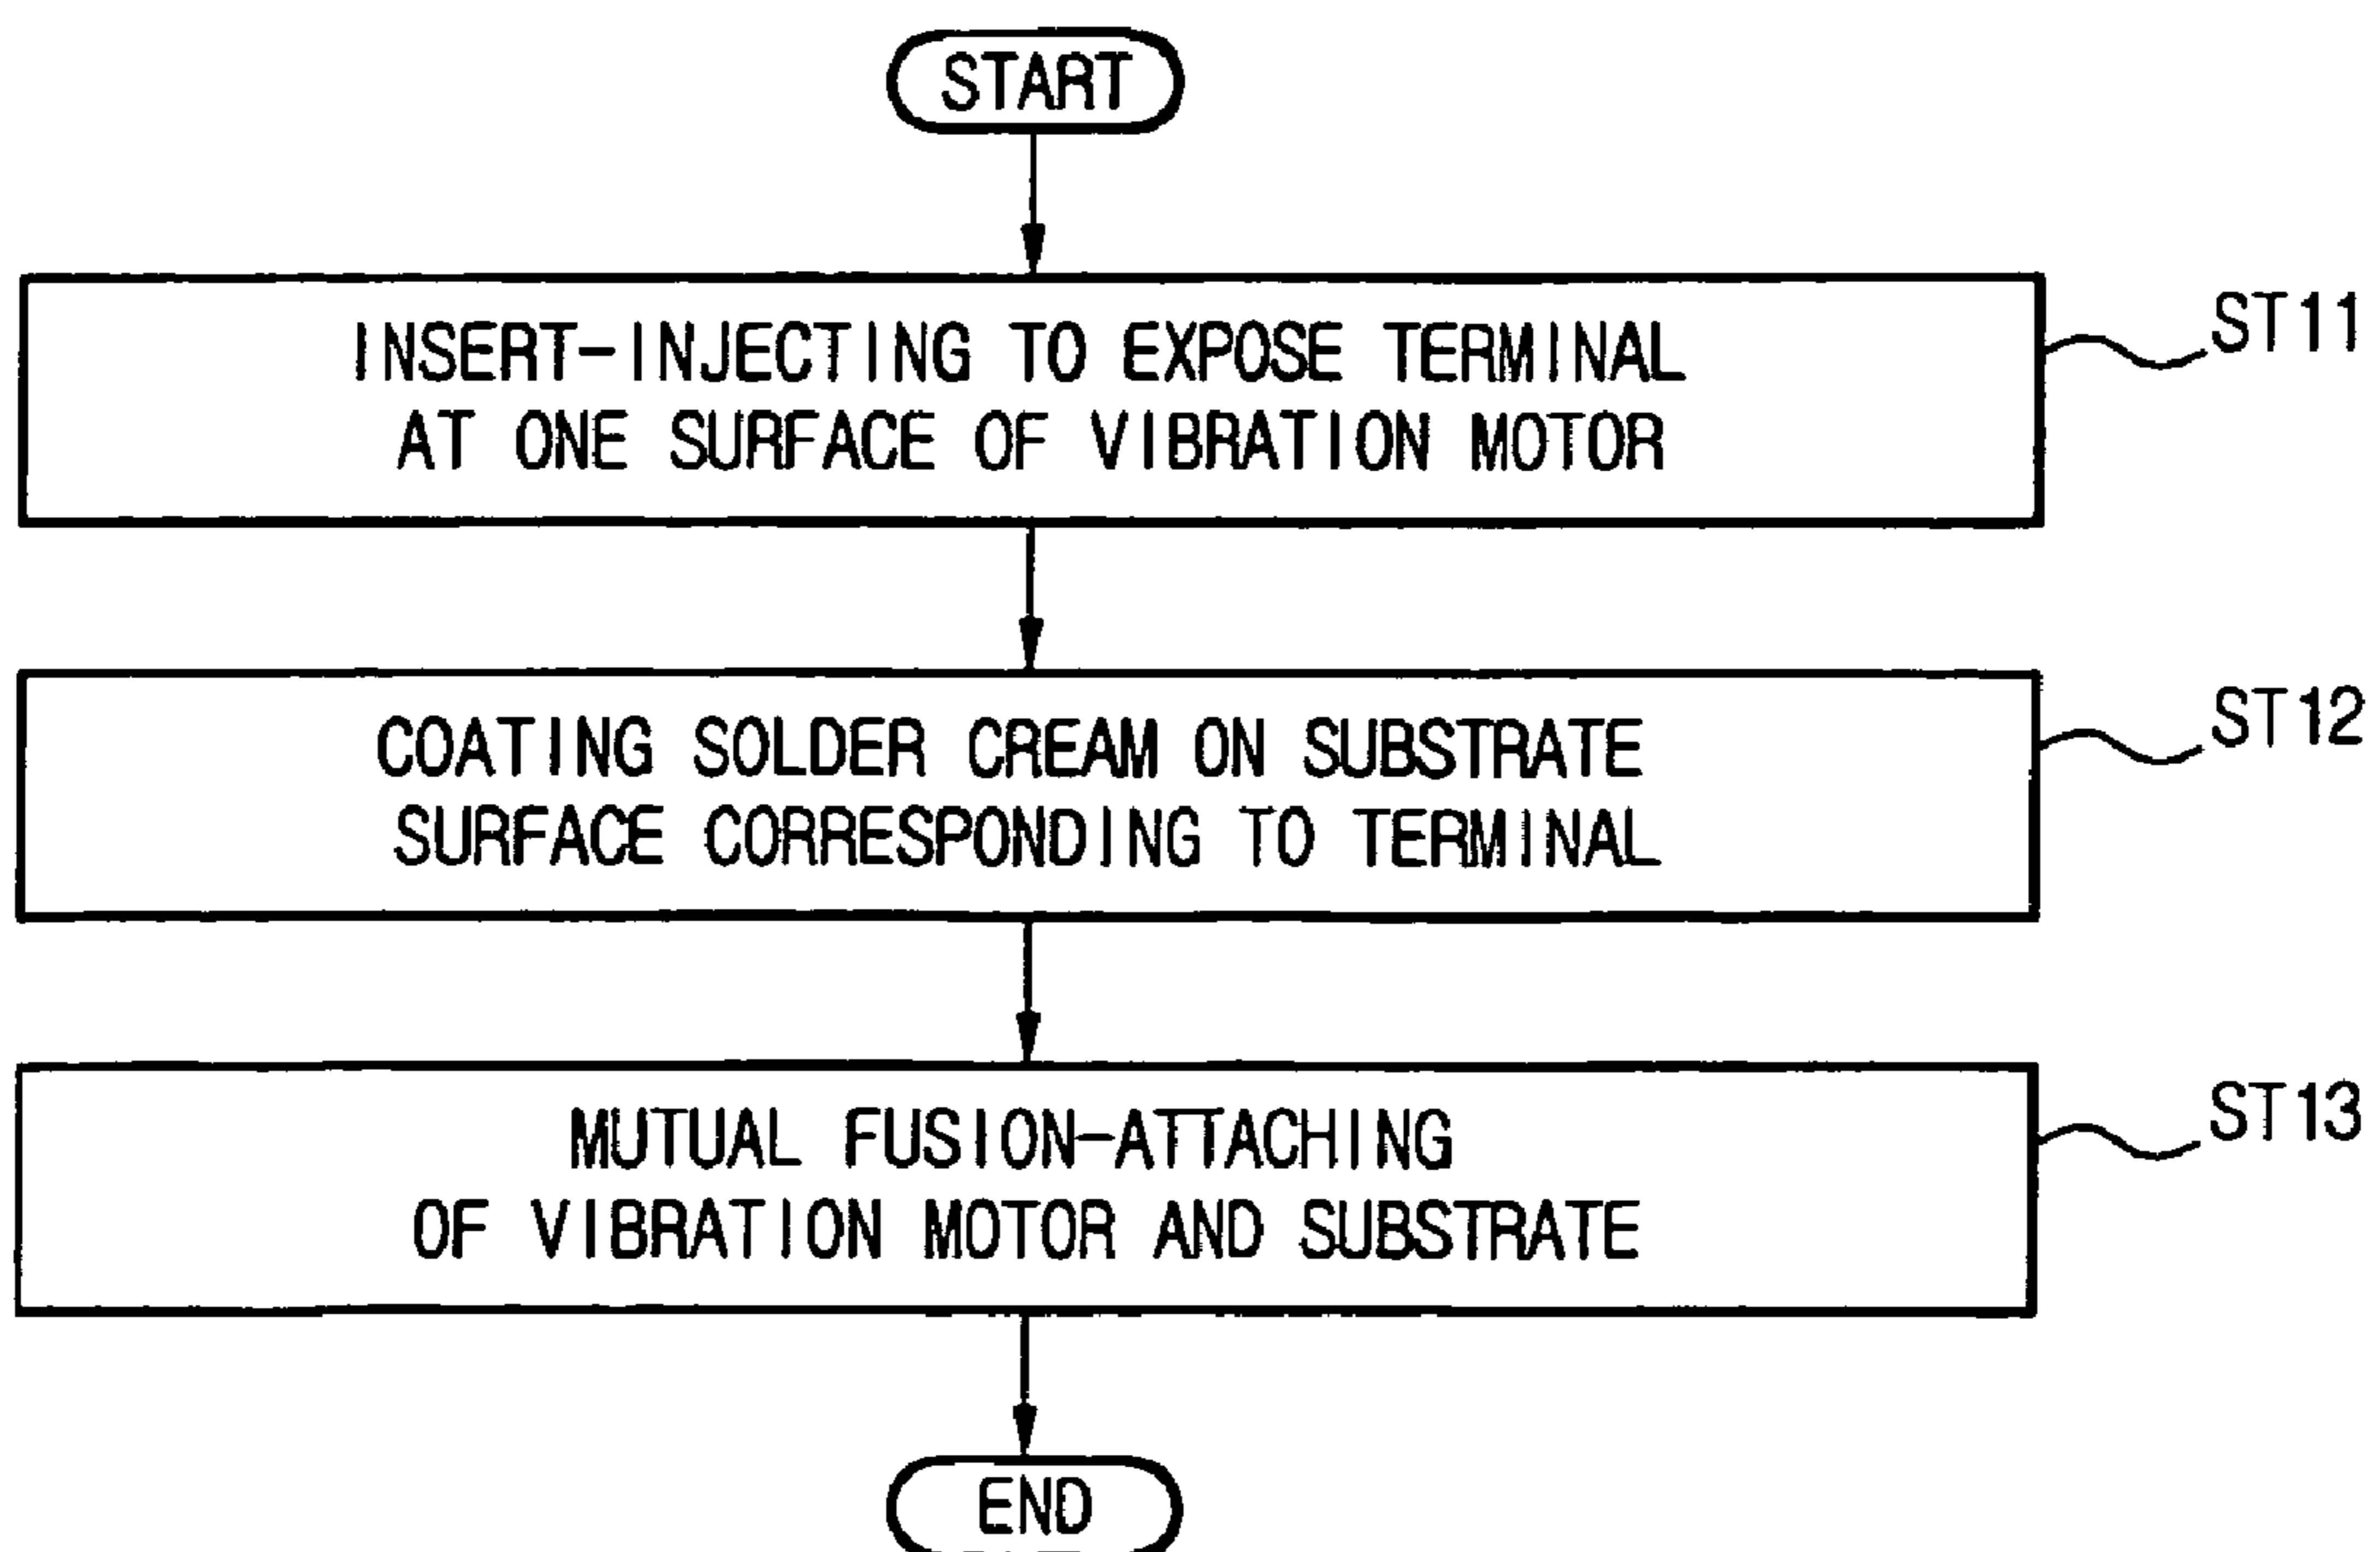 START
INSERT-INJECTING TO EXPOSE TERMINAL
AT ONE SURFACE OF VIBRATION MOTOR
ST11
COATING SOLDER CREAM ON SUBSTRATE
SURFACE CORRESPONDING TO TERMINAL
ST12
MUTUAL FUSION-ATTACHING
OF VIBRATION MOTOR AND SUBSTRATE
ST13
END